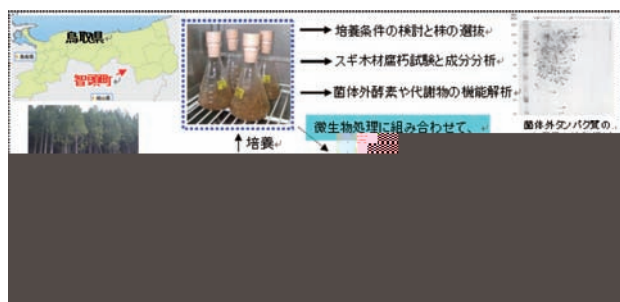 鳥取県
智頭町
培養条件の検討と株の選抜
スギ木材腐朽試験と成分分析
菌体外酵素や代謝物の機能解析
微生物処理に組み合わせて、
培養
菌体外タンパク質の